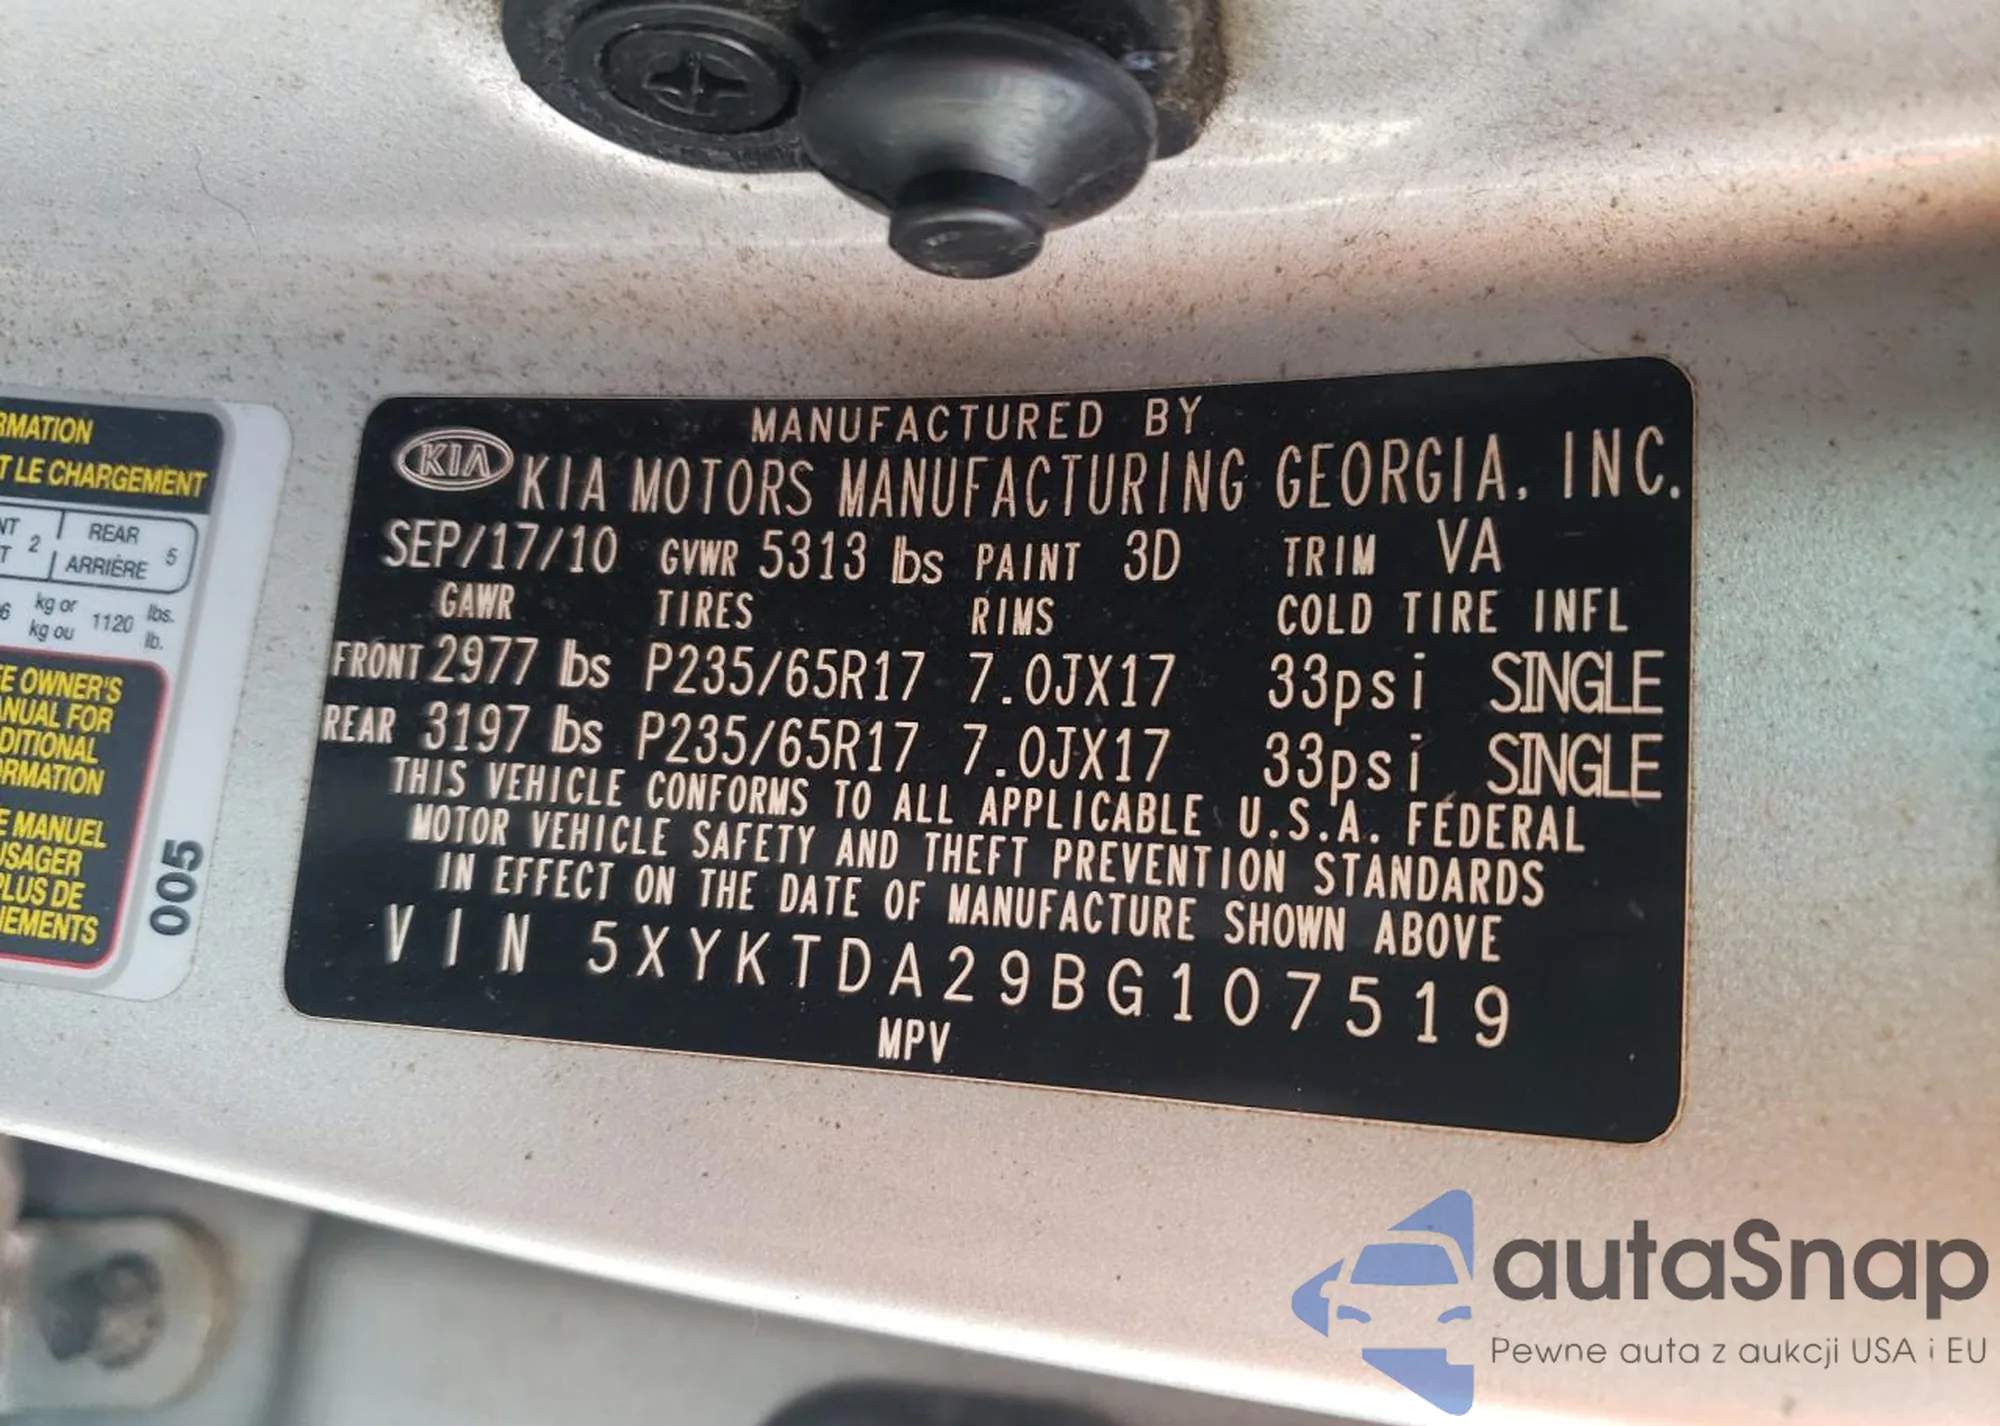 RMATION
T LE CHARGEMENT
NT 2 REAR 5
T ARRIÈRE
6 kg or 1120 lbs.
kg ou lb.
E OWNER'S
ANUAL FOR
DITIONAL
ORMATION
E MANUEL
USAGER
PLUS DE
NEMENTS
005
MANUFACTURED BY
KIA KIA MOTORS MANUFACTURING GEORGIA, INC.
SEP/17/10 GVWR 5313 lbs PAINT 3D TRIM VA
GAWR TIRES RIMS COLD TIRE INFL
FRONT 2977 lbs P235/65R17 7.0JX17 33psi SINGLE
REAR 3197 lbs P235/65R17 7.0JX17 33psi SINGLE
THIS VEHICLE CONFORMS TO ALL APPLICABLE U.S.A. FEDERAL
MOTOR VEHICLE SAFETY AND THEFT PREVENTION STANDARDS
IN EFFECT ON THE DATE OF MANUFACTURE SHOWN ABOVE
VIN 5XYKTDA29BG107519
MPV
autaSnap
Pewne auta z aukcji USA i EU